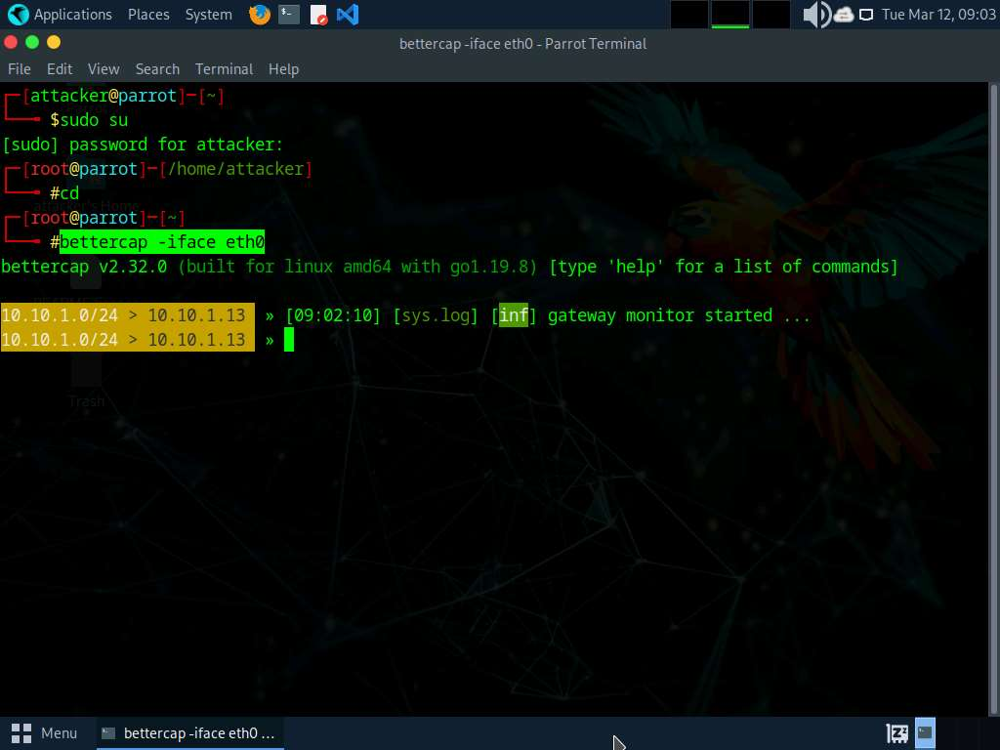 Applications Places System Tue Mar 12, 09:03
bettercap -iface eth0 - Parrot Terminal
File Edit View Search Terminal Help
┌─[attacker@parrot]─[~]
└──╼ $sudo su
[sudo] password for attacker:
┌─[root@parrot]─[/home/attacker]
└──╼ #cd
attacker's Home
┌─[root@parrot]─[~]
└──╼ #bettercap -iface eth0
bettercap v2.32.0 (built for linux amd64 with go1.19.8) [type 'help' for a list of commands]
10.10.1.0/24 > 10.10.1.13 » [09:02:10] [sys.log] [inf] gateway monitor started ...
10.10.1.0/24 > 10.10.1.13 »
Trash
Menu bettercap -iface eth0 ...